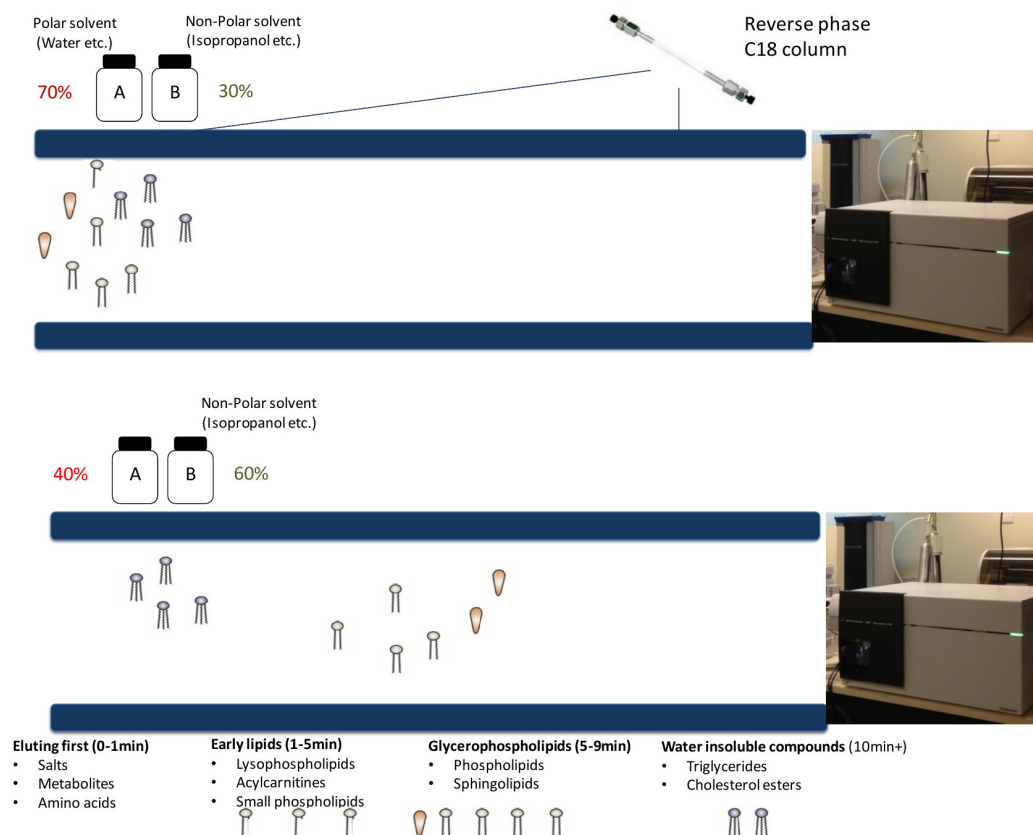 Polar solvent
(Water etc.)
Non-Polar solvent
(Isopropanol etc.)
Reverse phase
C18 column
70%
A
B
30%
Non-Polar solvent
(Isopropanol etc.)
40%
A
B
60%
Eluting first (0-1min)
• Salts
• Metabolites
• Amino acids
Early lipids (1-5min)
• Lysophospholipids
• Acylcarnitines
• Small phospholipids
Glycerophospholipids (5-9min)
• Phospholipids
• Sphingolipids
Water insoluble compounds (10min+)
• Triglycerides
• Cholesterol esters